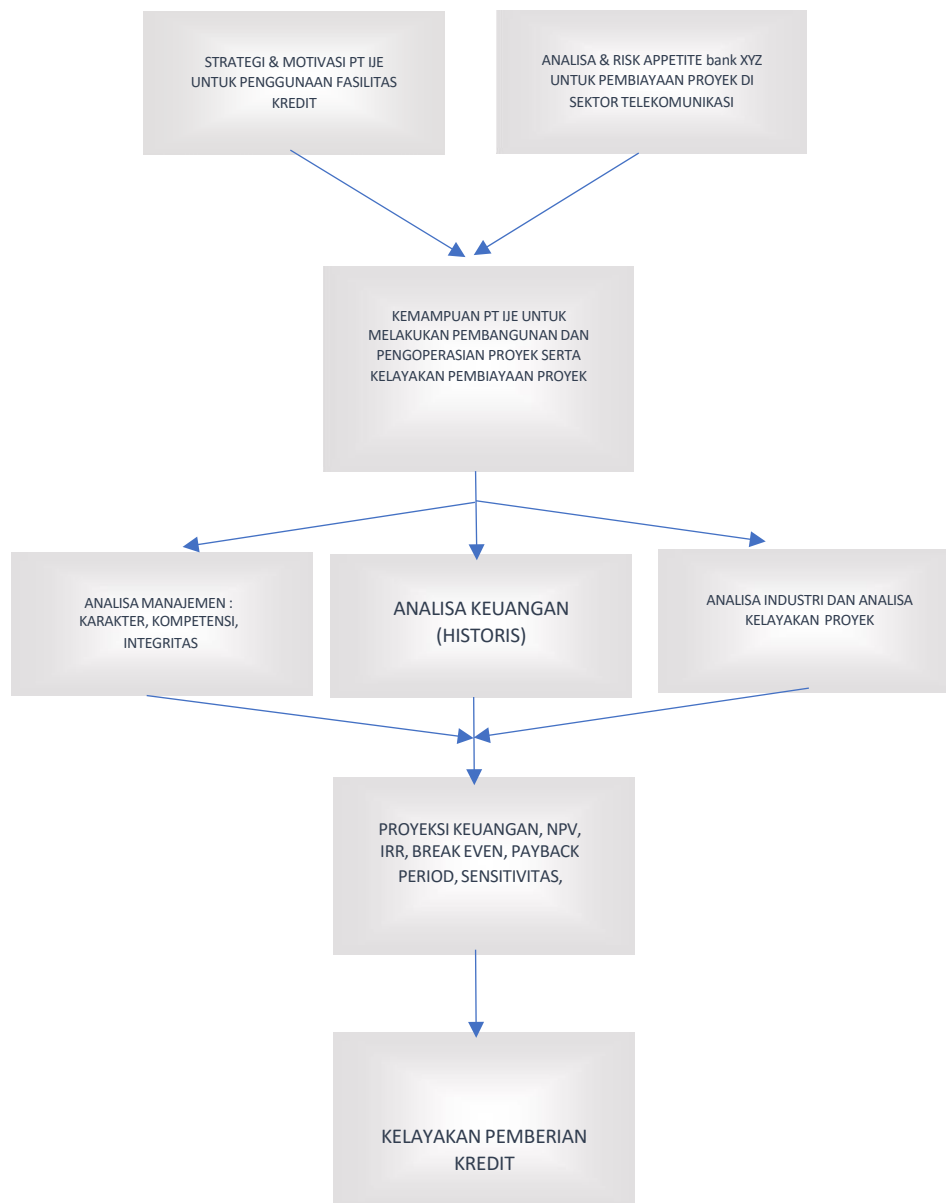 STRATEGI & MOTIVASI PT IJE
UNTUK PENGGUNAAN FASILITAS
KREDIT
ANALISA & RISK APPETITE bank XYZ
UNTUK PEMBIAYAAN PROYEK DI
SEKTOR TELEKOMUNIKASI
KEMAMPUAN PT IJE UNTUK
MELAKUKAN PEMBANGUNAN DAN
PENGOPERASIAN PROYEK SERTA
KELAYAKAN PEMBIAYAAN PROYEK
ANALISA MANAJEMEN :
KARAKTER, KOMPETENSI,
INTEGRITAS
ANALISA KEUANGAN
(HISTORIS)
ANALISA INDUSTRI DAN ANALISA
KELAYAKAN PROYEK
PROYEKSI KEUANGAN, NPV,
IRR, BREAK EVEN, PAYBACK
PERIOD, SENSITIVITAS,
KELAYAKAN PEMBERIAN
KREDIT